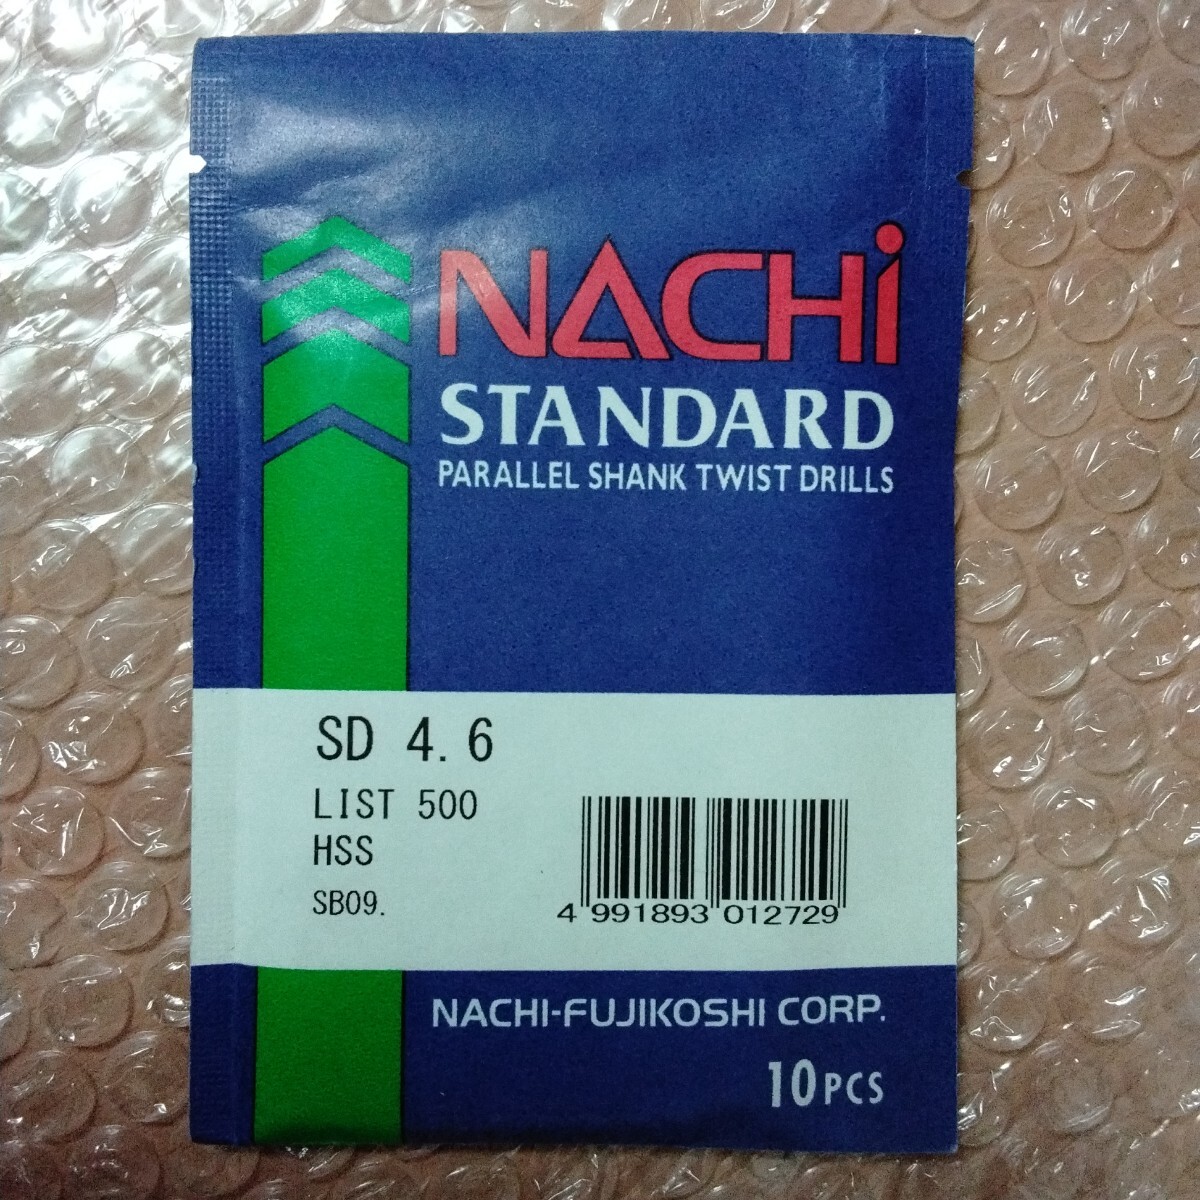 NACHi
STANDARD
PARALLEL SHANK TWIST DRILLS
SD 4.6
LIST 500
HSS
SB09.
4 991893 012729
NACHI-FUJIKOSHI CORP.
10PCS